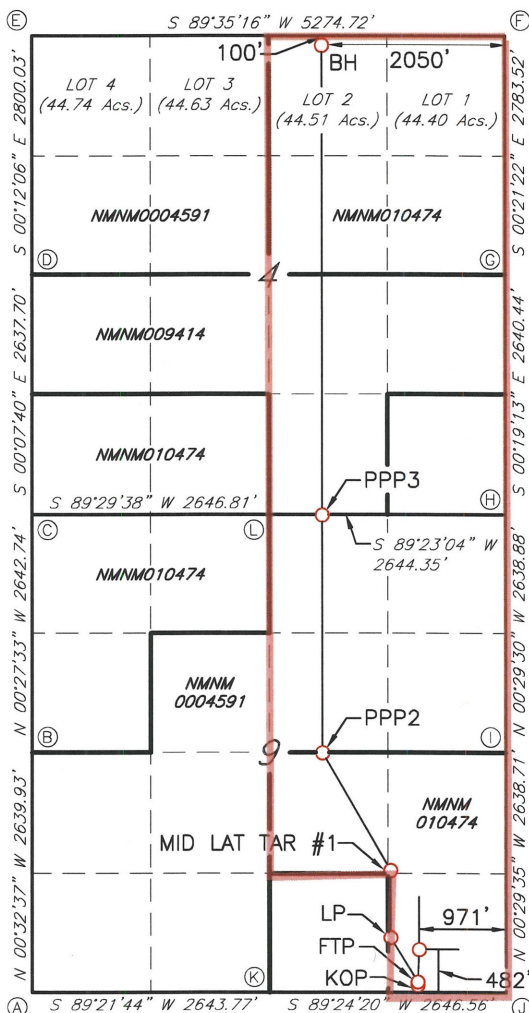 E
S 89°35'16" W 5274.72'
F
100'
BH
2050'
LOT 4
(44.74 Acs.)
LOT 3
(44.63 Acs.)
LOT 2
(44.51 Acs.)
LOT 1
(44.40 Acs.)
S 00°12'06" E 2800.03'
S 00°21'22" E 2783.52'
NMNM0004591
NMNM010474
D
4
G
NMNM009414
S 00°07'40" E 2637.70'
S 00°19'13" E 2640.44'
NMNM010474
PPP3
S 89°29'38" W 2646.81'
H
C
L
S 89°23'04" W
2644.35'
NMNM010474
N 00°27'33" W 2642.74'
N 00°29'30" W 2638.88'
NMNM
0004591
PPP2
B
9
I
NMNM
010474
N 00°32'37" W 2639.93'
N 00°29'35" W 2638.71'
MID LAT TAR #1
971'
LP
FTP
482'
KOP
K
A
S 89°21'44" W 2643.77'
S 89°24'20" W 2646.56'
J